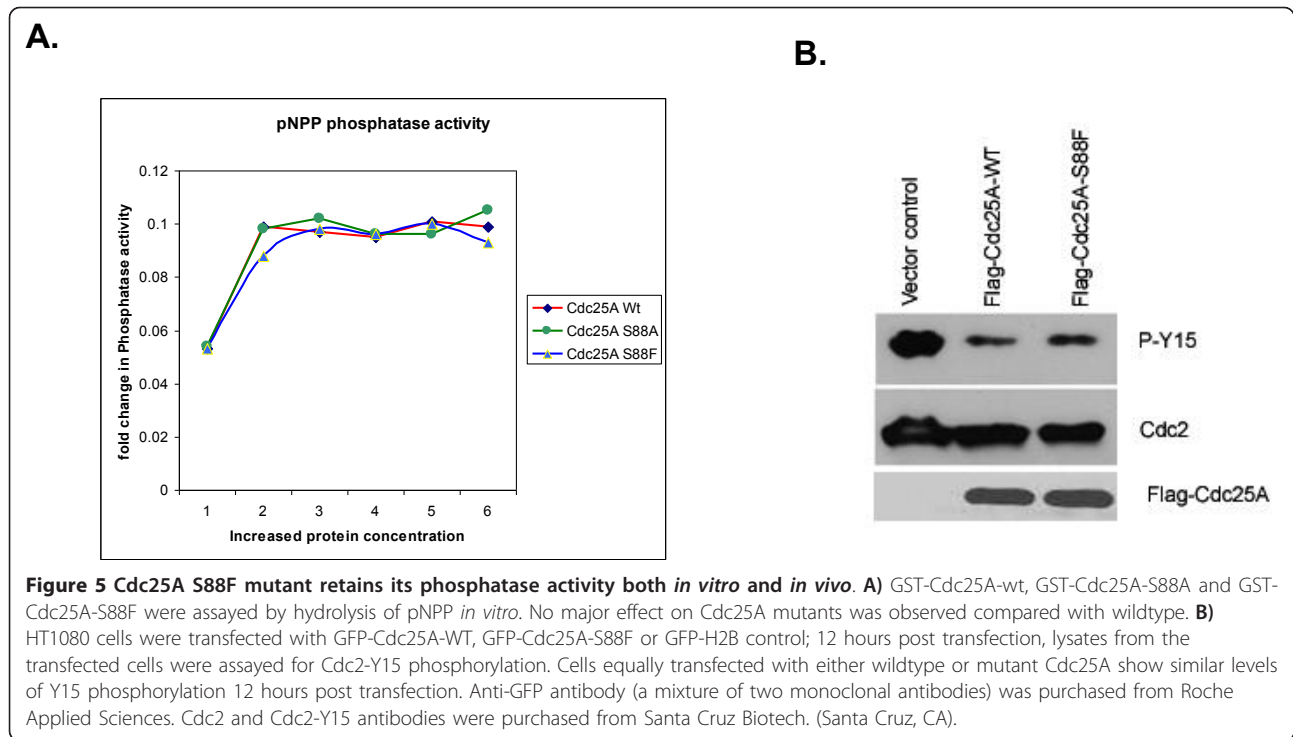 A.
B.
pNPP phosphatase activity
0.12
0.1
0.08
0.06
0.04
0.02
0
fold change in Phosphatase activity
1 2 3 4 5 6
Increased protein concentration
Cdc25A Wt
Cdc25A S88A
Cdc25A S88F
Vector control
Flag-Cdc25A-WT
Flag-Cdc25A-S88F
P-Y15
Cdc2
Flag-Cdc25A
Figure 5 Cdc25A S88F mutant retains its phosphatase activity both in vitro and in vivo. A) GST-Cdc25A-wt, GST-Cdc25A-S88A and GST-
Cdc25A-S88F were assayed by hydrolysis of pNPP in vitro. No major effect on Cdc25A mutants was observed compared with wildtype. B)
HT1080 cells were transfected with GFP-Cdc25A-WT, GFP-Cdc25A-S88F or GFP-H2B control; 12 hours post transfection, lysates from the
transfected cells were assayed for Cdc2-Y15 phosphorylation. Cells equally transfected with either wildtype or mutant Cdc25A show similar levels
of Y15 phosphorylation 12 hours post transfection. Anti-GFP antibody (a mixture of two monoclonal antibodies) was purchased from Roche
Applied Sciences. Cdc2 and Cdc2-Y15 antibodies were purchased from Santa Cruz Biotech. (Santa Cruz, CA).